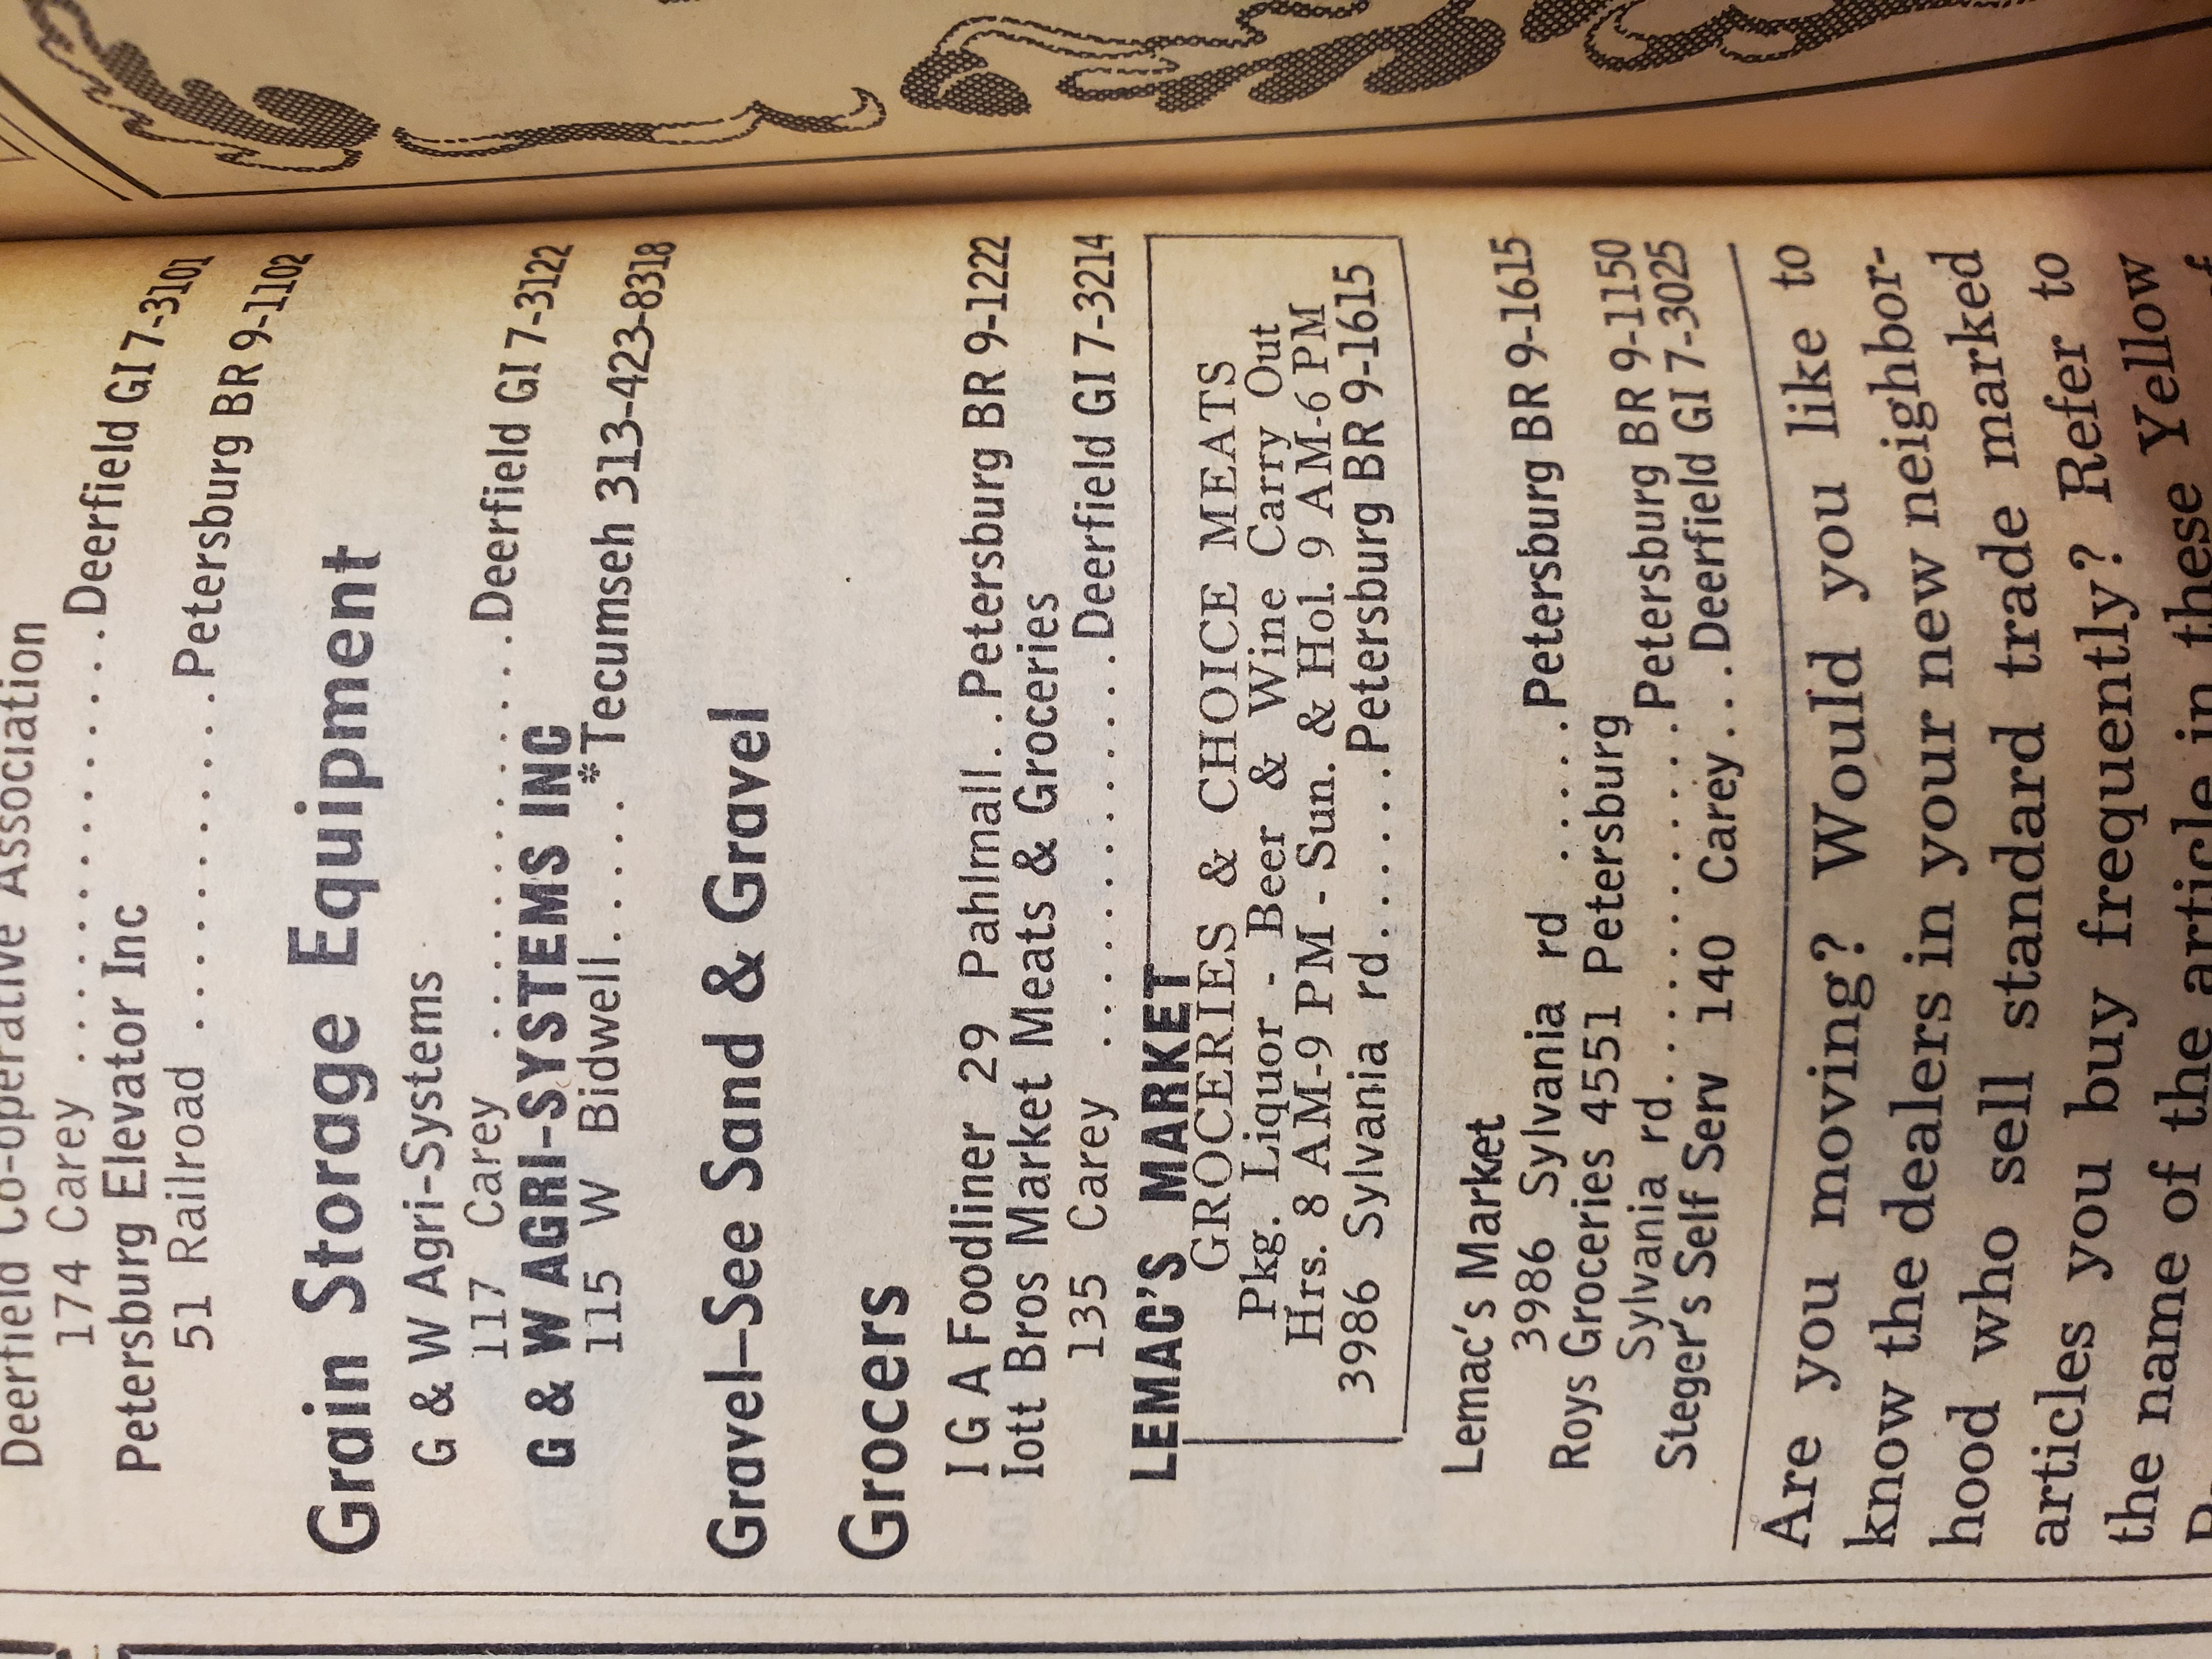 Deerfield Co-operative Association
174 Carey . . . . . . . . . . . . . . Deerfield GI 7-3101
Petersburg Elevator Inc
51 Railroad . . . . . . . . . . Petersburg BR 9-1102
Grain Storage Equipment
G & W Agri-Systems
117 Carey . . . . . . . . . . . . Deerfield GI 7-3122
G & W AGRI-SYSTEMS INC
115 W Bidwell. . . . . *Tecumseh 313-423-8318
Gravel—See Sand & Gravel
Grocers
I G A Foodliner 29 Pahlmall. . Petersburg BR 9-1222
Iott Bros Market Meats & Groceries
135 Carey . . . . . . . . . . . . Deerfield GI 7-3214
LEMAC'S MARKET
GROCERIES & CHOICE MEATS
Pkg. Liquor - Beer & Wine Carry Out
Hrs. 8 AM-9 PM - Sun. & Hol. 9 AM-6 PM
3986 Sylvania rd. . . . . . . Petersburg BR 9-1615
Lemac's Market
3986 Sylvania rd . . . . . Petersburg BR 9-1615
Roys Groceries 4551 Petersburg
Sylvania rd. . . . . . . . . . . Petersburg BR 9-1150
Steger's Self Serv 140 Carey. . . Deerfield GI 7-3025
Are you moving? Would you like to
know the dealers in your new neighbor-
hood who sell standard trade marked
articles you buy frequently? Refer to
the name of the article in these Yellow